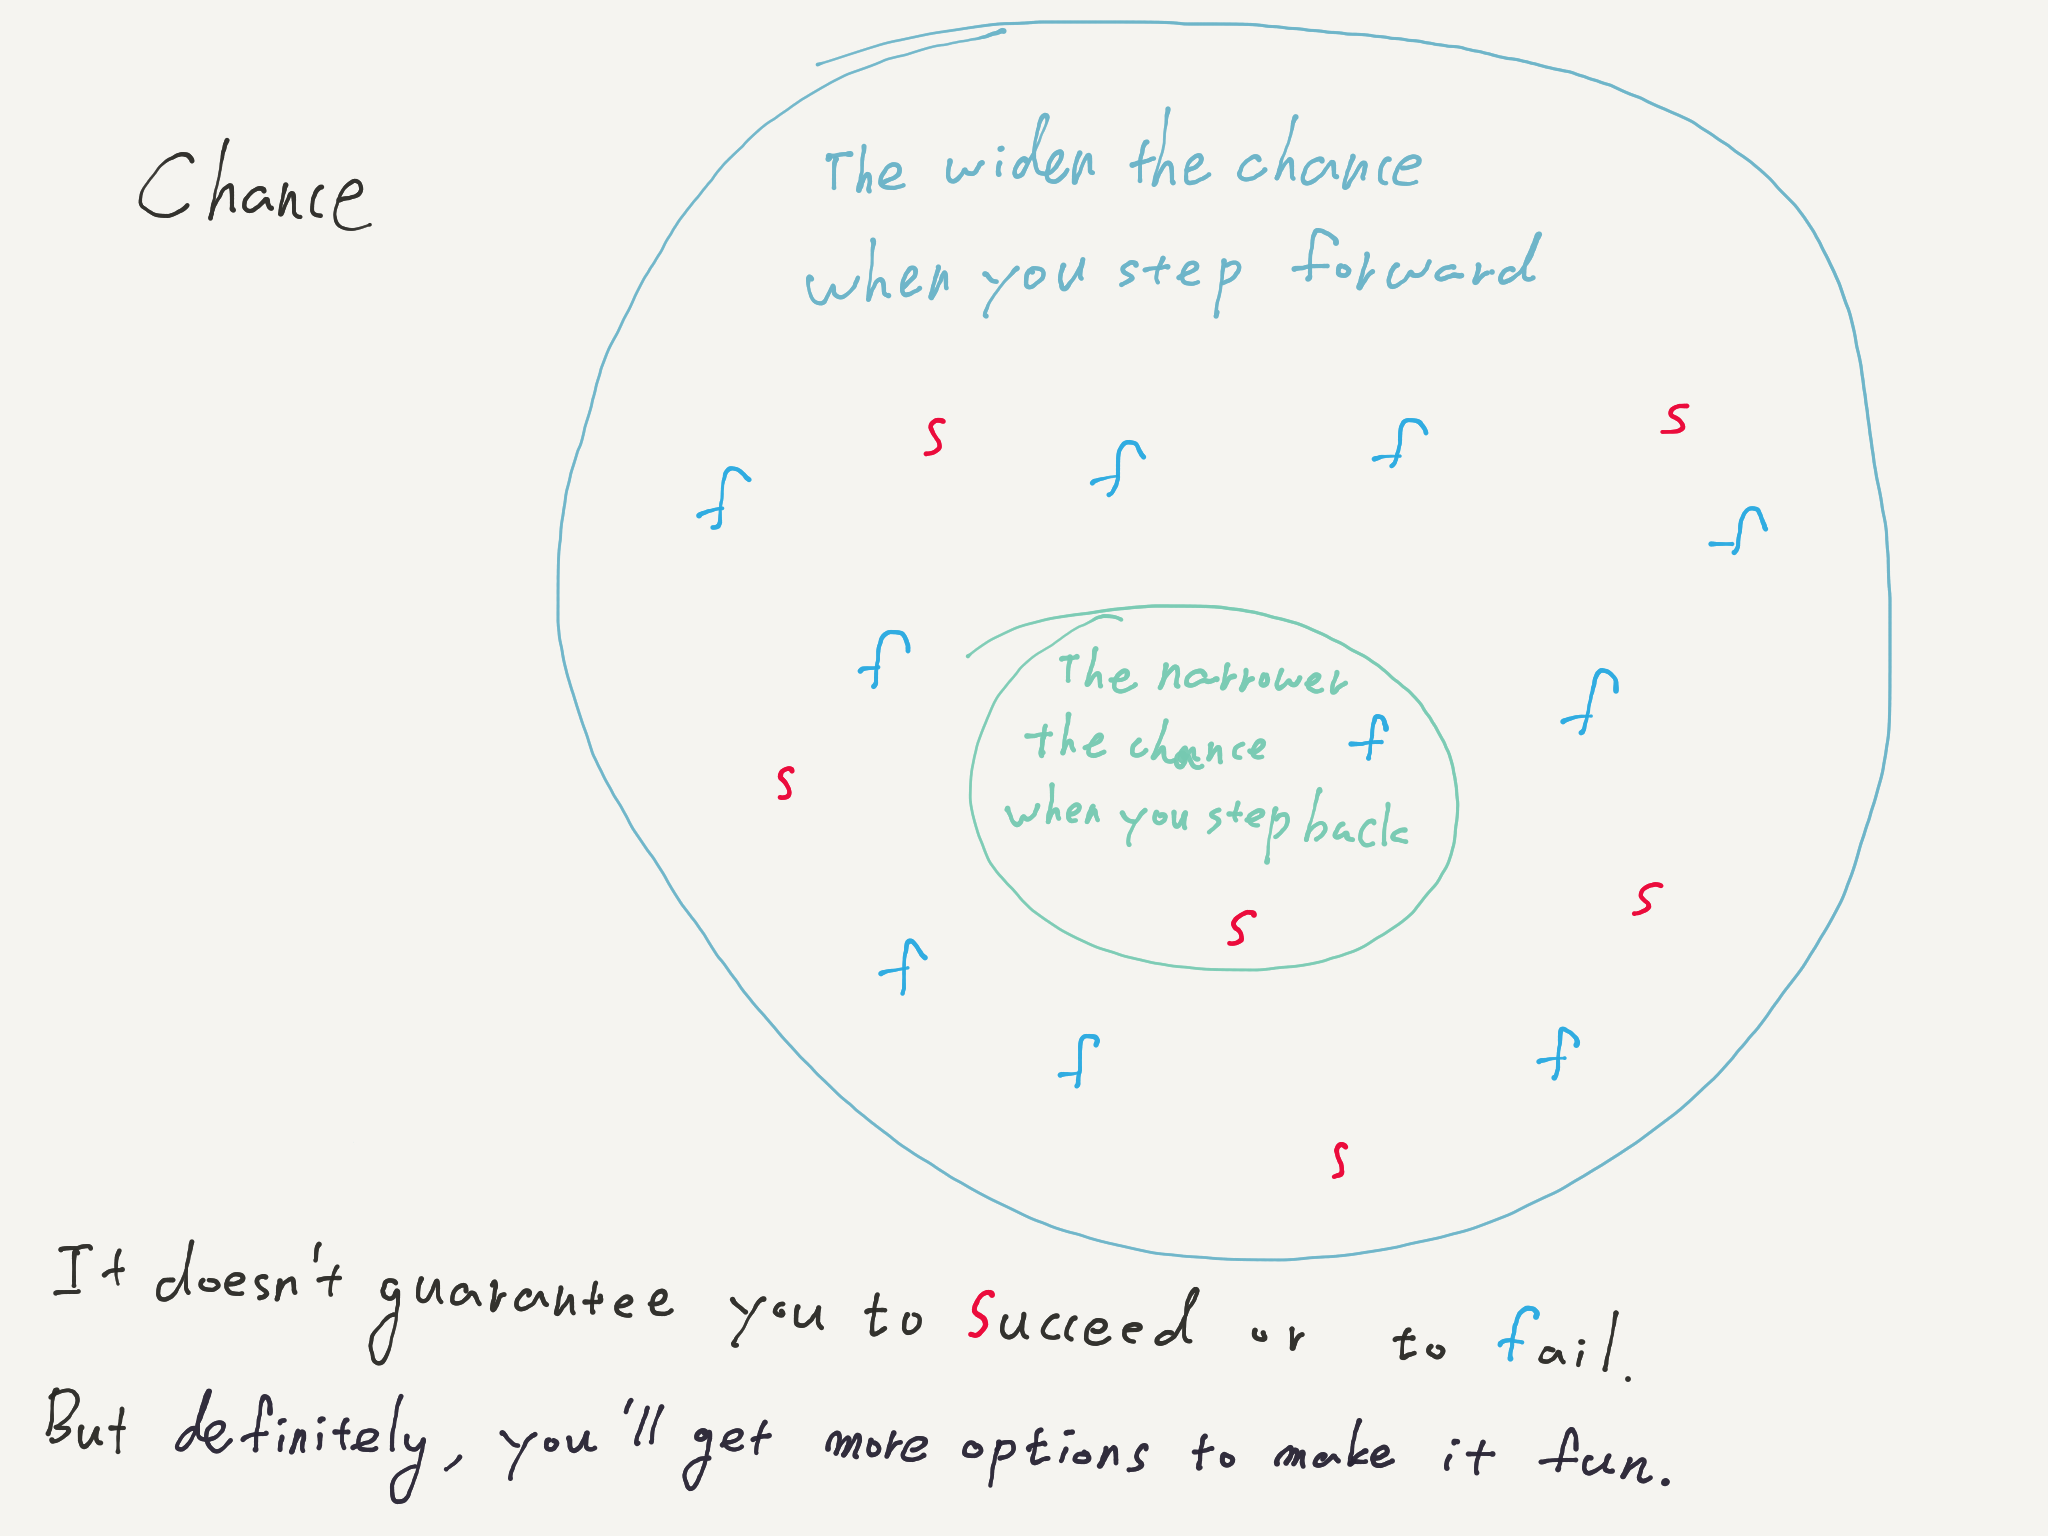 Chance
The widen the chance
when you step forward
s
s
f
f
f
f
f
The narrower
f
the chance
f
s
when you step back
s
s
f
f
f
s
It doesn't guarantee you to succeed or to fail.
But definitely, you'll get more options to make it fun.